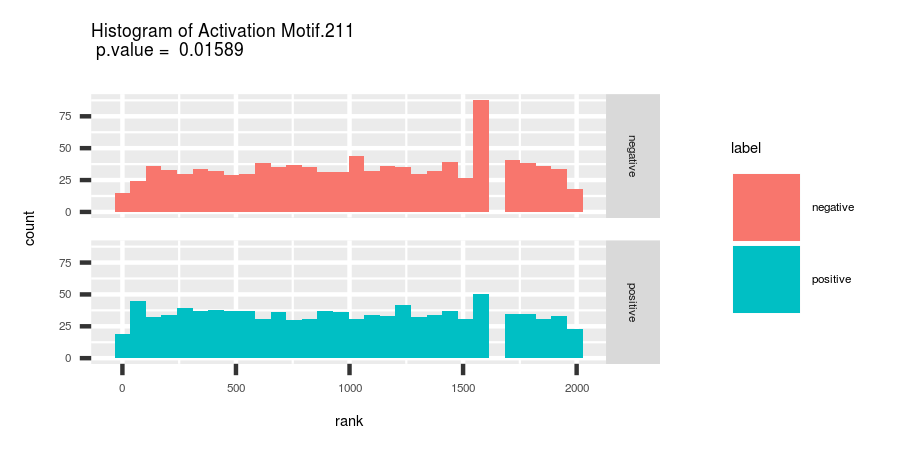 Histogram of Activation Motif.211
p.value = 0.01589
count
75
50
25
0
negative
75
50
25
0
positive
0
500
1000
1500
2000
rank
label
negative
positive